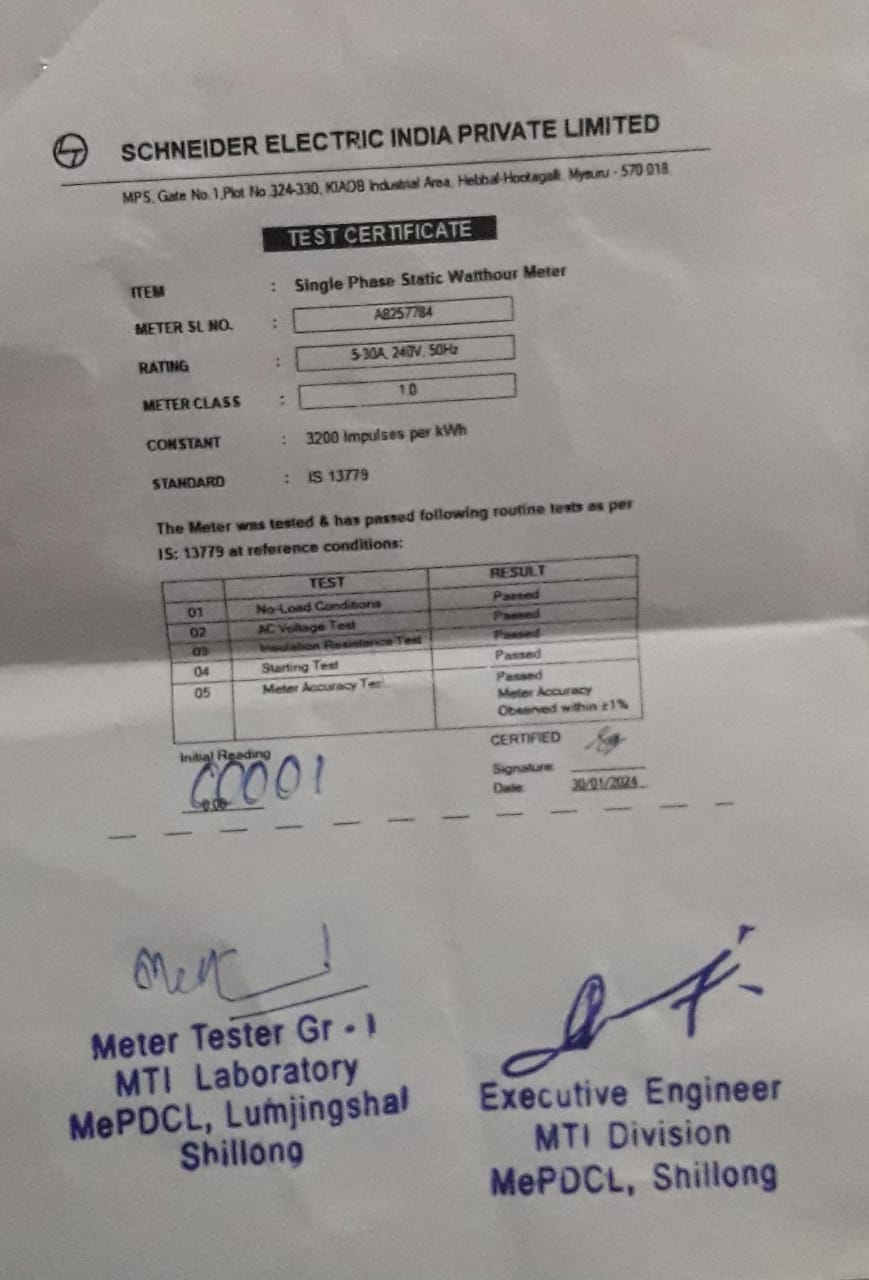 SCHNEIDER ELECTRIC INDIA PRIVATE LIMITED
MPS, Gate No.1,Plot No 324-330, KIADB Industrial Area, Hebbal-Hootagalli, Mysuru - 570 018
TEST CERTIFICATE
ITEM : Single Phase Static Watthour Meter
METER SL NO. : A8257784
RATING : 5-30A, 240V, 50Hz
METER CLASS : 1.0
CONSTANT : 3200 Impulses per kWh
STANDARD : IS 13779
The Meter was tested & has passed following routine tests as per
IS: 13779 at reference conditions:
TEST RESULT
01 No-Load Conditions Passed
02 AC Voltage Test Passed
03 Insulation Resistance Test Passed
04 Starting Test Passed
05 Meter Accuracy Tes Passed
Meter Accuracy
Observed within ±1%
Initial Reading CERTIFIED
00001
Signature:
Date: 30/01/2024
Meter Tester Gr - I
MTI Laboratory
MePDCL, Lumjingshai
Shillong
Executive Engineer
MTI Division
MePDCL, Shillong